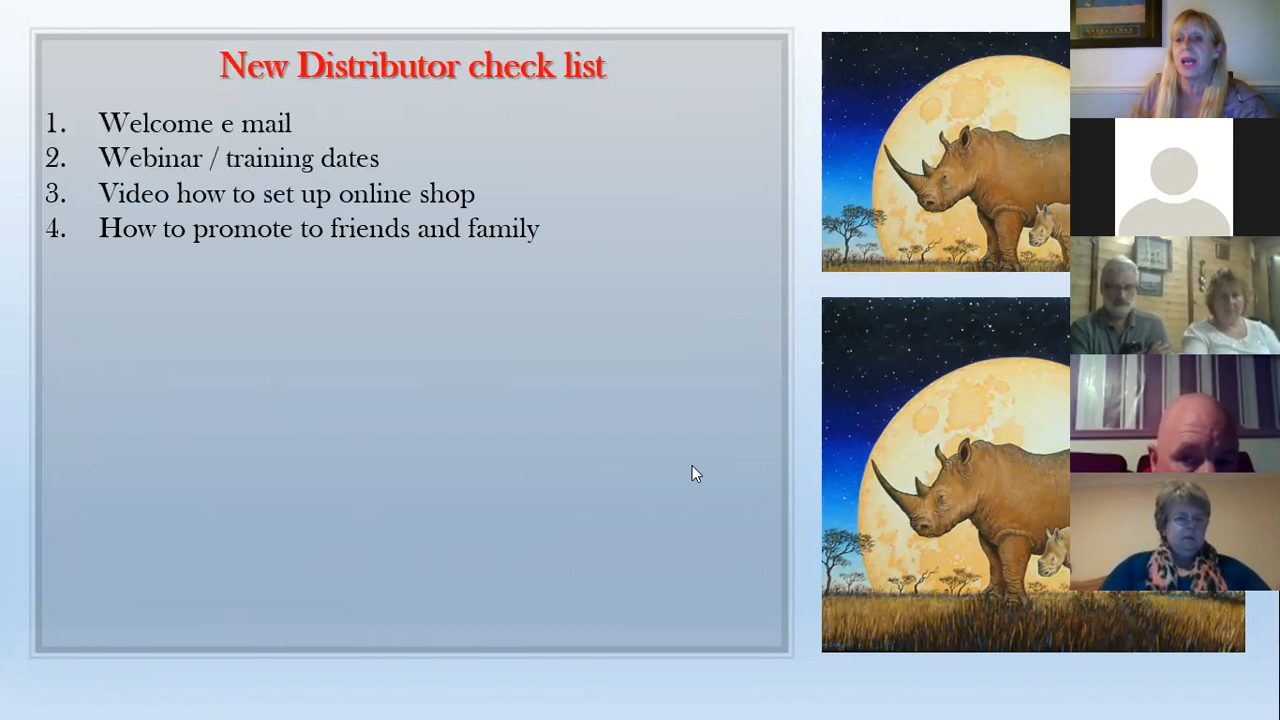 New Distributor check list
1. Welcome e mail
2. Webinar / training dates
3. Video how to set up online shop
4. How to promote to friends and family